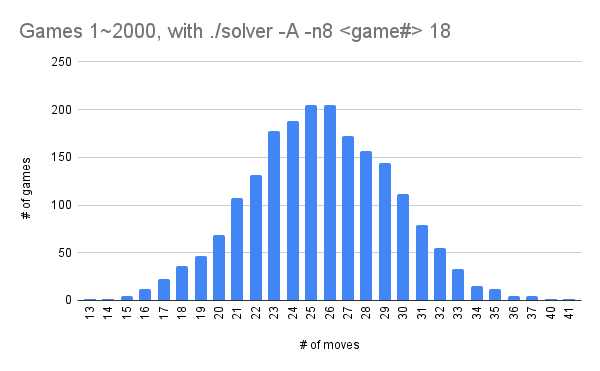 Games 1~2000, with ./solver -A -n8 <game#> 18
250
200
150
100
50
0
# of games
13 14 15 16 17 18 19 20 21 22 23 24 25 26 27 28 29 30 31 32 33 34 35 36 37 40 41
# of moves